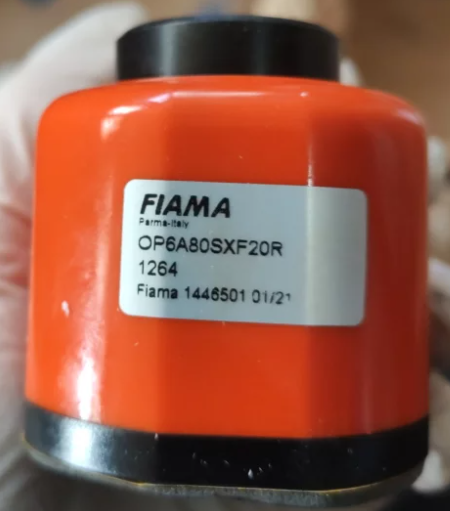 FIAMA
Parma-Italy
OP6A80SXF20R
1264
Fiama 1446501 01/21